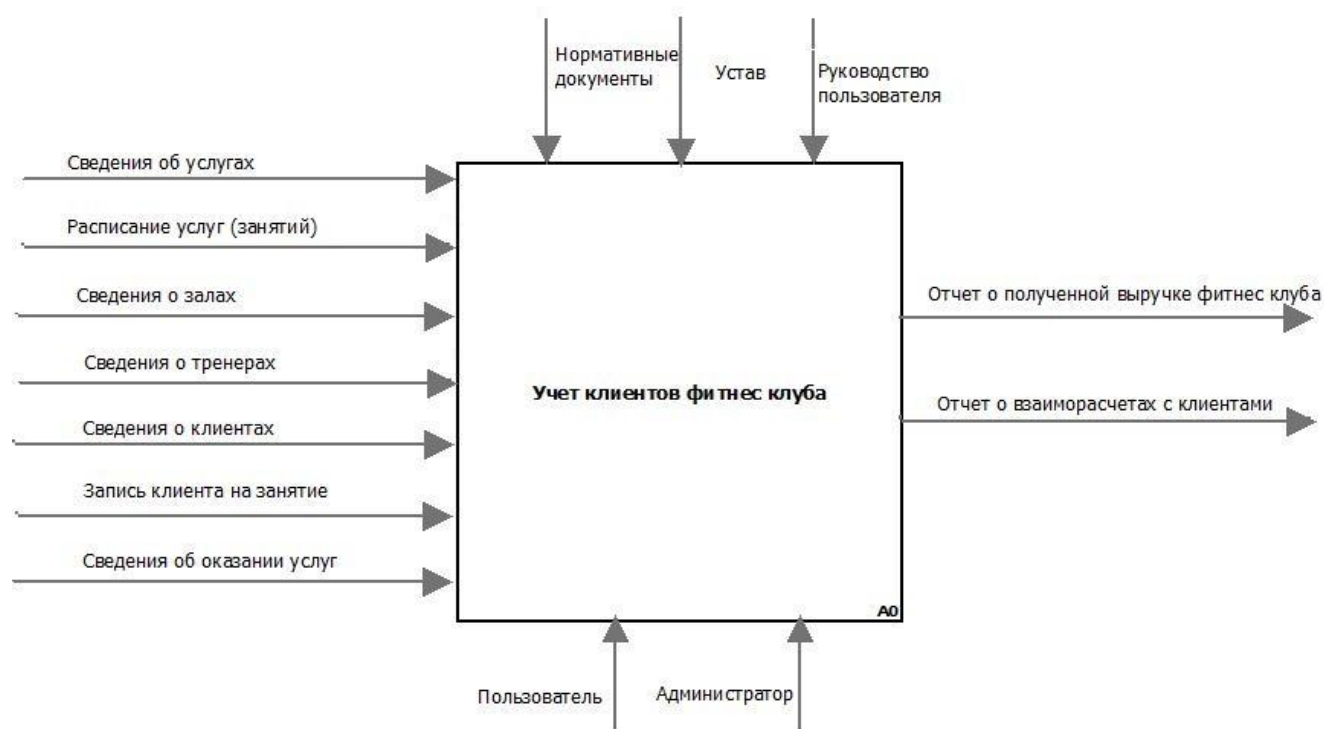 Нормативные
документы
Устав
Руководство
пользователя
Сведения об услугах
Расписание услуг (занятий)
Сведения о залах
Сведения о тренерах
Сведения о клиентах
Запись клиента на занятие
Сведения об оказании услуг
Учет клиентов фитнес клуба
A0
Отчет о полученной выручке фитнес клуба
Отчет о взаиморасчетах с клиентами
Пользователь
Администратор